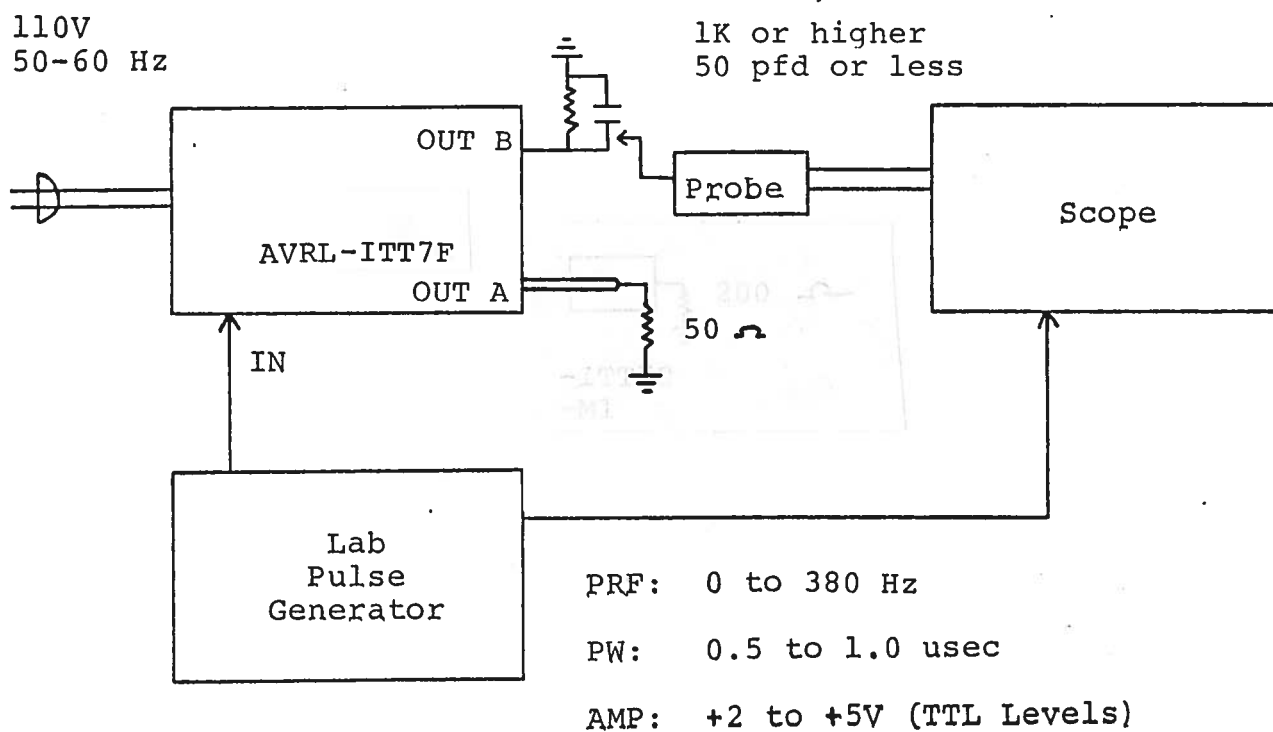 110V
50-60 Hz
1K or higher
50 pfd or less
OUT B
Probe
Scope
AVRL-ITT7F
OUT A
50 Ω
IN
Lab
Pulse
Generator
PRF: 0 to 380 Hz
PW: 0.5 to 1.0 usec
AMP: +2 to +5V (TTL Levels)